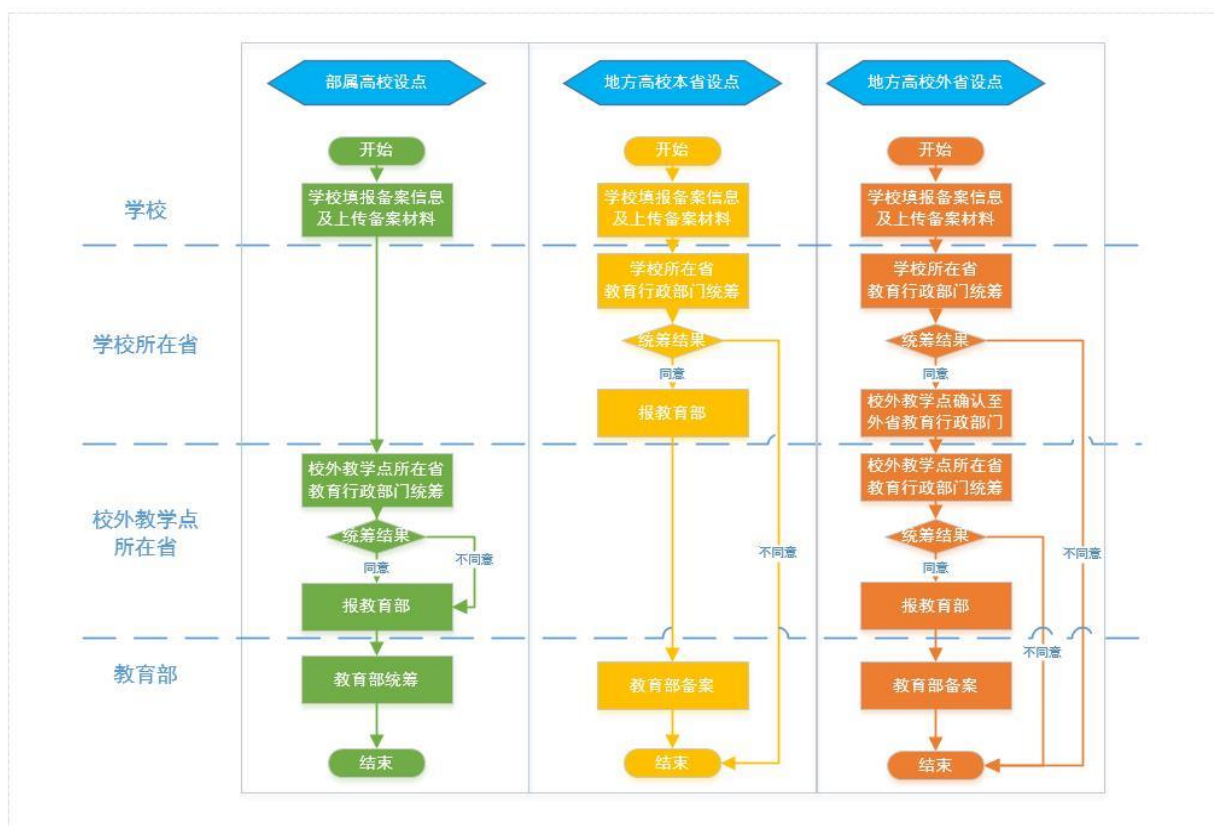 部属高校设点
地方高校本省设点
地方高校外省设点
学校
学校所在省
校外教学点
所在省
教育部
开始
学校填报备案信息
及上传备案材料
校外教学点所在省
教育行政部门统筹
统筹结果
同意
不同意
报教育部
教育部统筹
结束
开始
学校填报备案信息
及上传备案材料
学校所在省
教育行政部门统筹
统筹结果
同意
报教育部
不同意
教育部备案
结束
开始
学校填报备案信息
及上传备案材料
学校所在省
教育行政部门统筹
统筹结果
同意
校外教学点确认至
外省教育行政部门
校外教学点所在省
教育行政部门统筹
统筹结果
不同意
同意
报教育部
不同意
教育部备案
结束